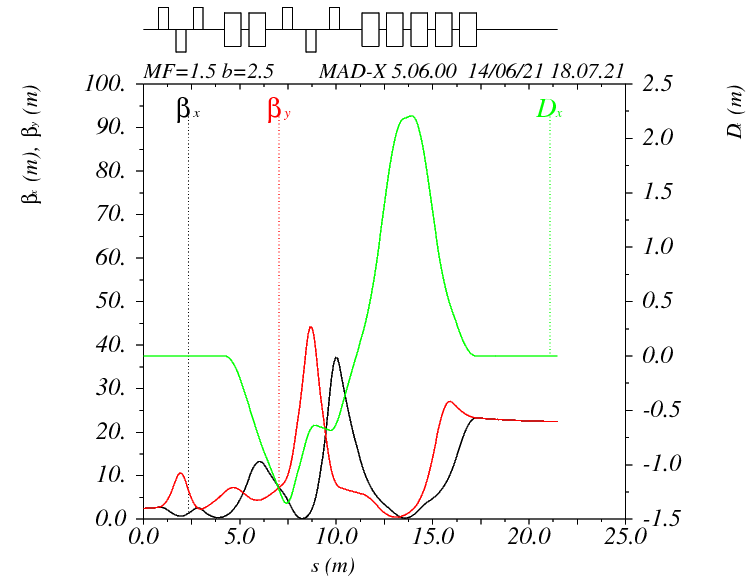 MF=1.5 b=2.5 MAD-X 5.06.00 14/06/21 18.07.21
100. 2.5
βx βy Dx
90. 2.0
80.
70. 1.5
60. 1.0
50. 0.5
40. 0.0
30. -0.5
20. -1.0
10.
0.0 -1.5
0.0 5.0 10.0 15.0 20.0 25.0
s (m)
βx (m), βy (m)
Dx (m)